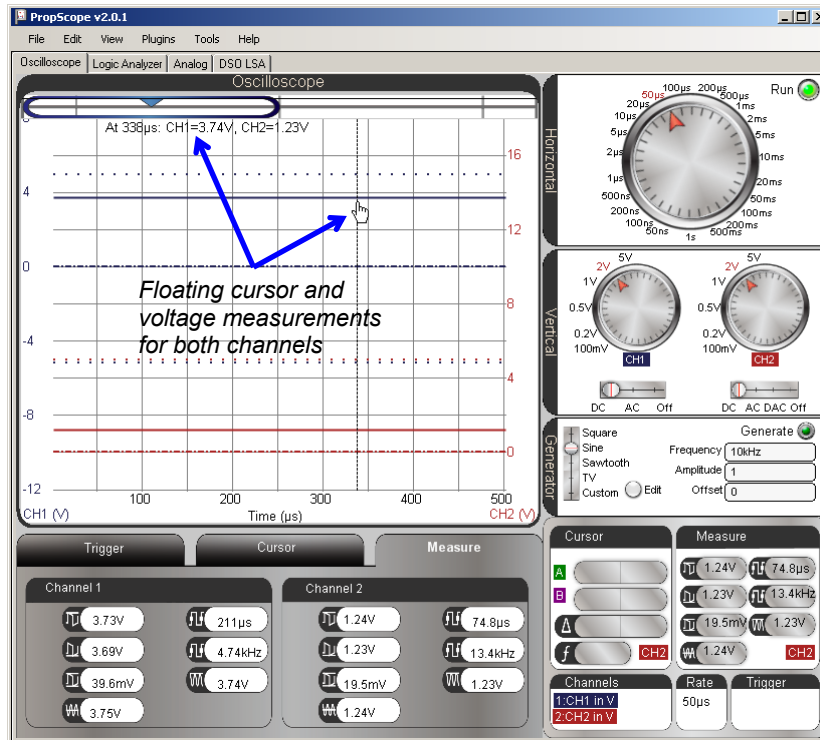 PropScope v2.0.1
File Edit View Plugins Tools Help
Oscilloscope Logic Analyzer Analog DSO LSA
Oscilloscope
At 338µs: CH1=3.74V, CH2=1.23V
8
4
0
-4
-8
-12
16
12
8
4
0
100 200 300 400 500
CH1 (V) Time (µs) CH2 (V)
Floating cursor and
voltage measurements
for both channels
Horizontal
Run
50µs 100µs 200µs 500µs
20µs 1ms
10µs 2ms
5µs 5ms
2µs 10ms
1µs 20ms
500ns 50ms
200ns 100ms
100ns 200ms
50ns 1s 500ms
Vertical
5V 5V
2V 2V
1V 1V
0.5V 0.5V
0.2V 0.2V
100mV 100mV
CH1 CH2
DC AC Off DC AC DAC Off
Generator
Square
Sine
Sawtooth
TV
Custom Edit
Generate
Frequency 10kHz
Amplitude 1
Offset 0
Trigger Cursor Measure
Channel 1
3.73V 211µs
3.69V 4.74kHz
39.6mV 3.74V
3.75V
Channel 2
1.24V 74.8µs
1.23V 13.4kHz
19.5mV 1.23V
1.24V
Cursor
A
B
Δ
f CH2
Measure
1.24V 74.8µs
1.23V 13.4kHz
19.5mV 1.23V
1.24V CH2
Channels
1:CH1 in V
2:CH2 in V
Rate
50µs
Trigger